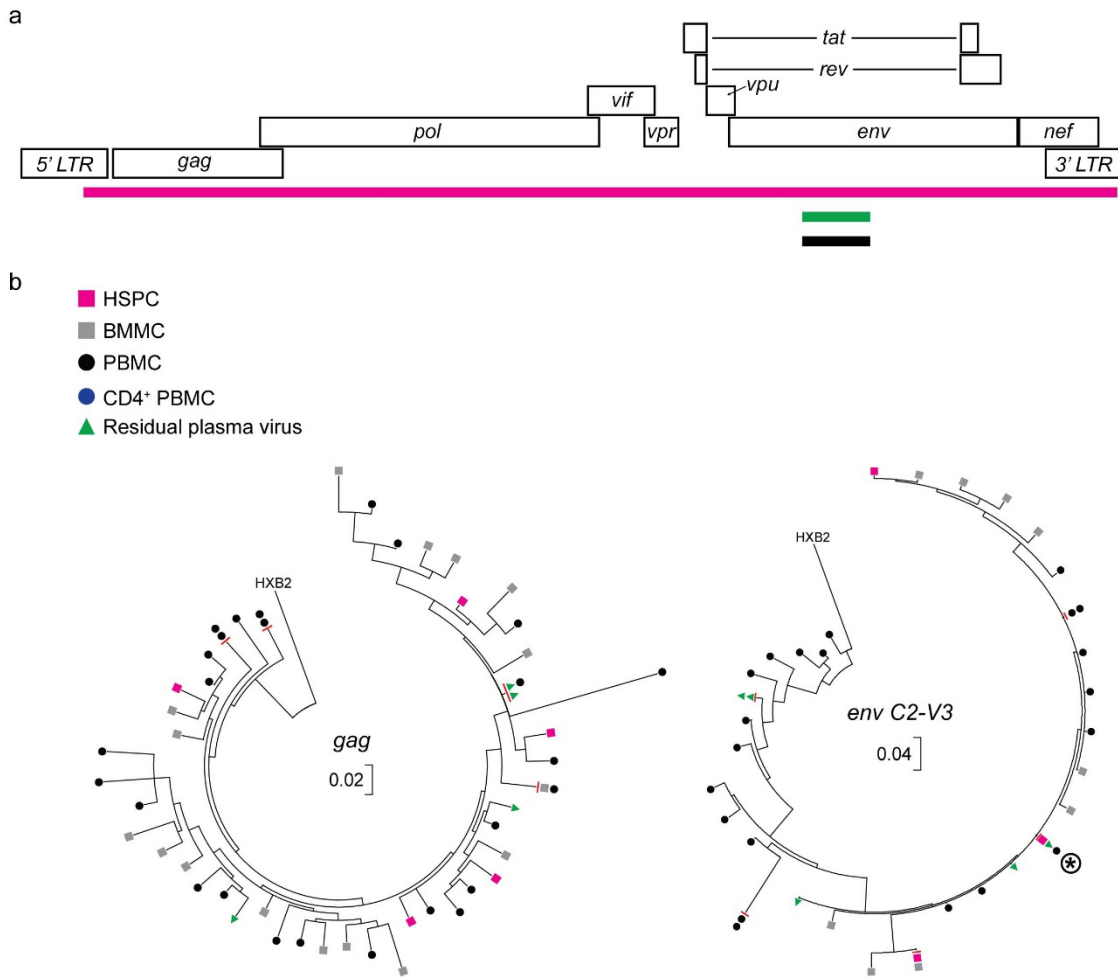 a
tat
rev
vif
vpu
pol
vpr
env
nef
5' LTR
gag
3' LTR
b
HSPC
BMMC
PBMC
CD4⁺ PBMC
Residual plasma virus
HXB2
gag
0.02
HXB2
env C2-V3
0.04
*